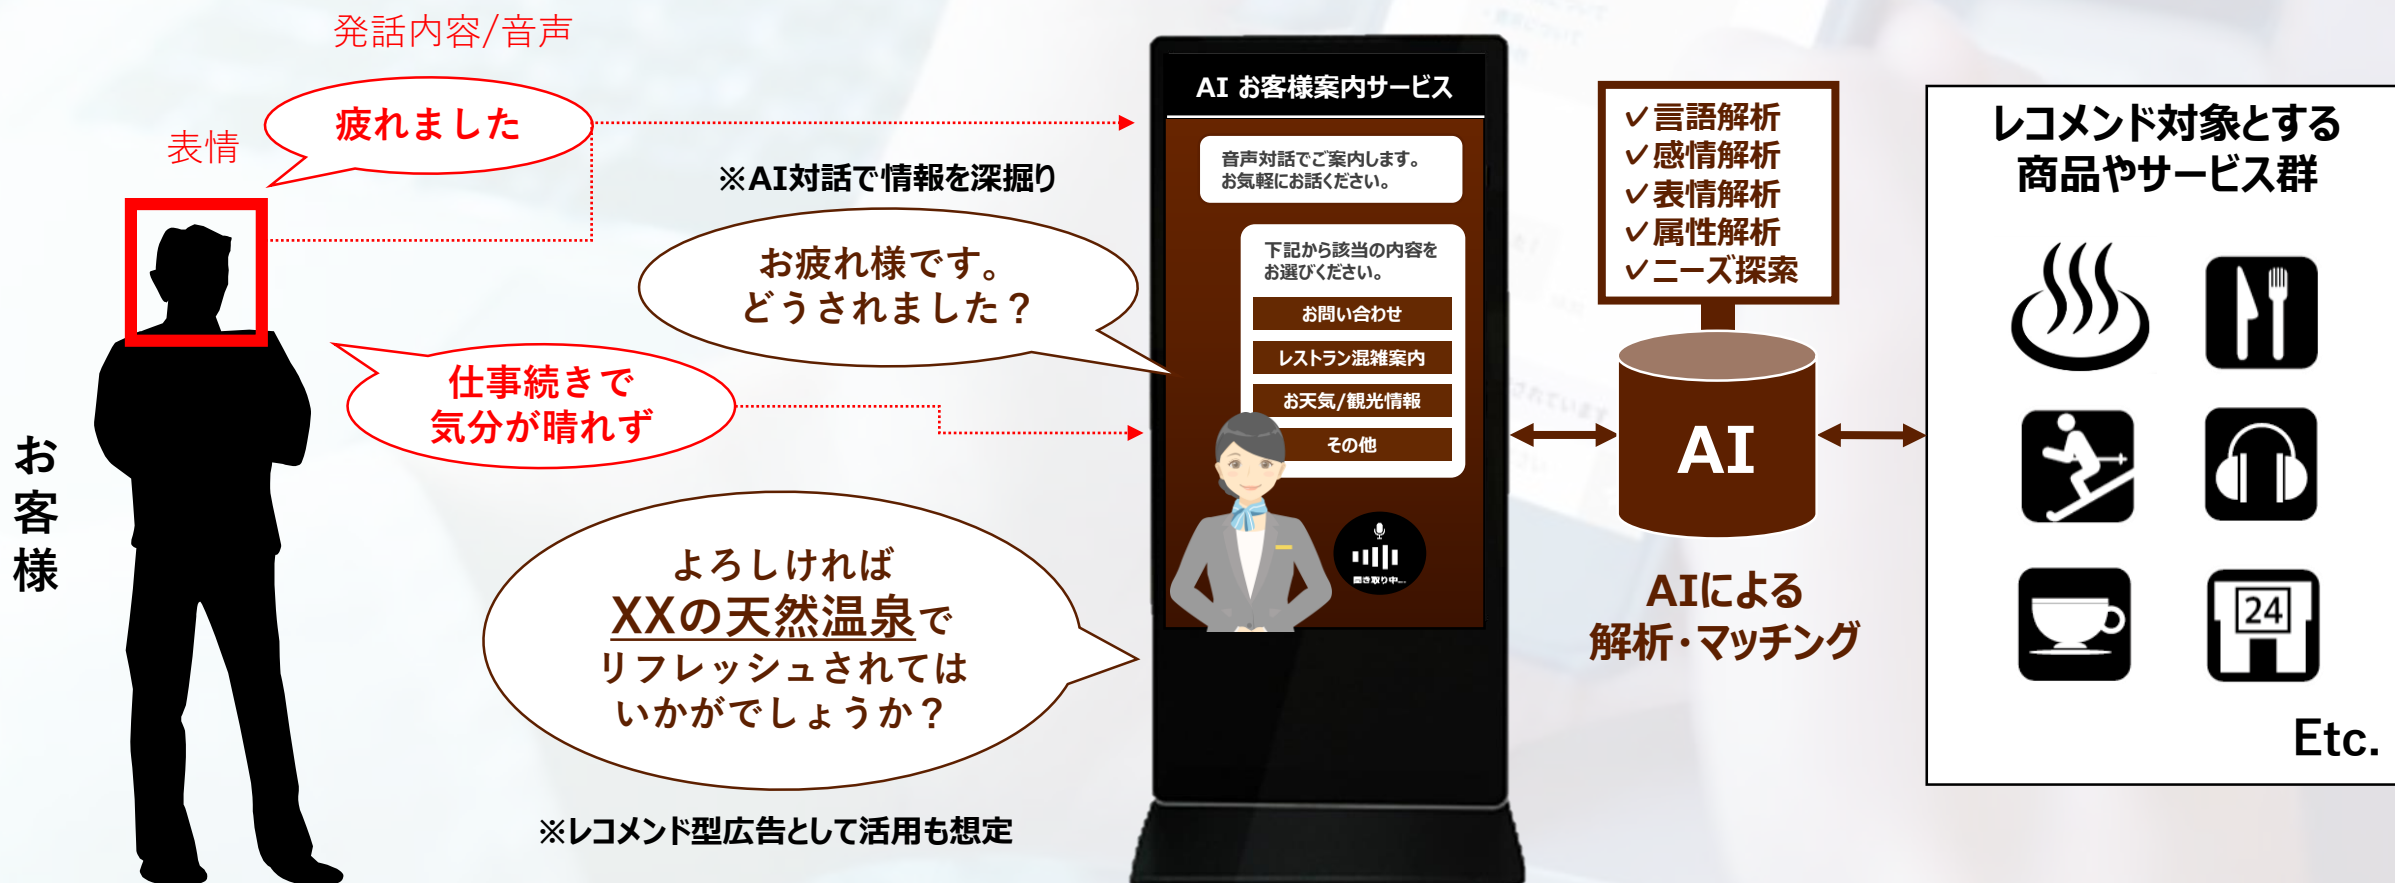 発話内容/音声
表情
疲れました
※AI対話で情報を深掘り
お疲れ様です。
どうされました？
仕事続きで
気分が晴れず
お客様
よろしければ
XXの天然温泉で
リフレッシュされては
いかがでしょうか？
※レコメンド型広告として活用も想定
AI お客様案内サービス
音声対話でご案内します。
お気軽にお話ください。
下記から該当の内容を
お選びください。
お問い合わせ
レストラン混雑案内
お天気/観光情報
その他
聞き取り中...
✓言語解析
✓感情解析
✓表情解析
✓属性解析
✓ニーズ探索
AI
AIによる
解析・マッチング
レコメンド対象とする
商品やサービス群
24
Etc.